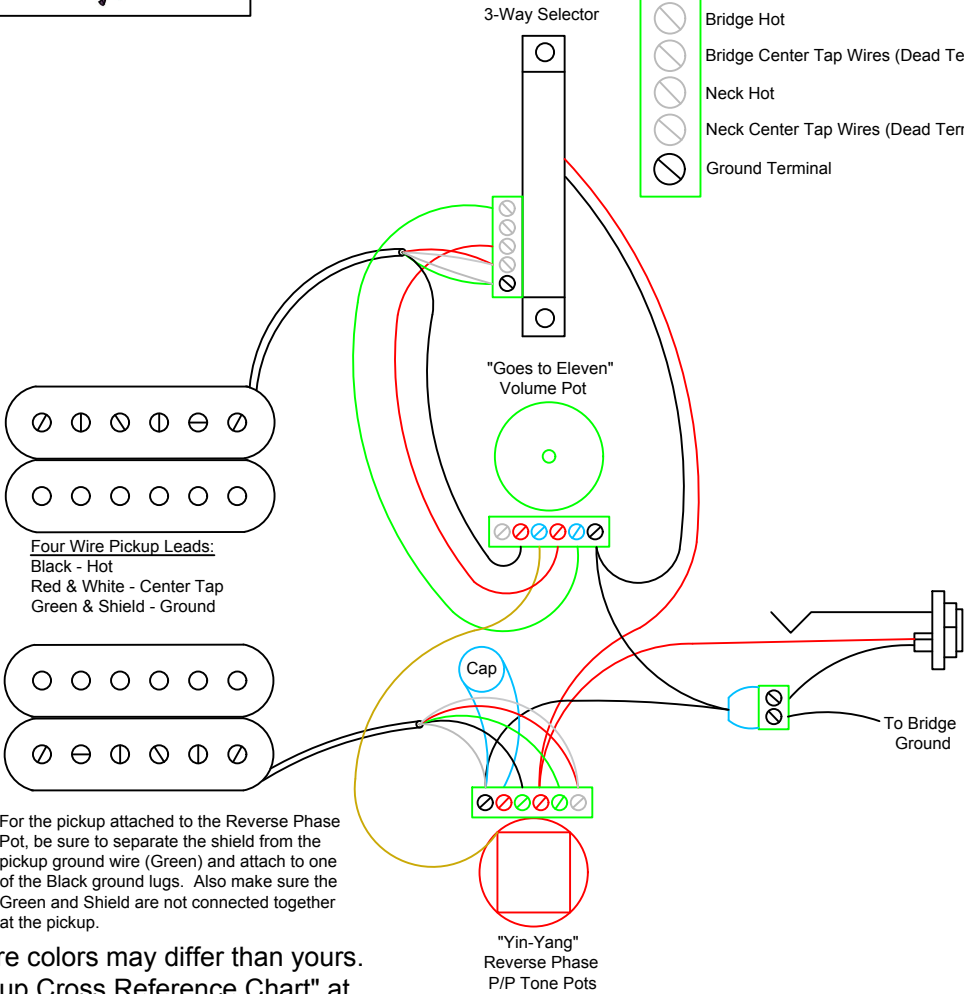 3-Way Selector
Bridge Hot
Bridge Center Tap Wires (Dead
Neck Hot
Neck Center Tap Wires (Dead
Ground Terminal
"Goes to Eleven"
Volume Pot
Four Wire Pickup Leads:
Black - Hot
Red & White - Center Tap
Green & Shield - Ground
Cap
To Bridge
Ground
For the pickup attached to the Reverse Phase
Pot, be sure to separate the shield from the
pickup ground wire (Green) and attach to one
of the Black ground lugs. Also make sure the
Green and Shield are not connected together
at the pickup.
"Yin-Yang"
Reverse Phase
P/P Tone Pots
re colors may differ than yours.
up Cross Reference Chart" at